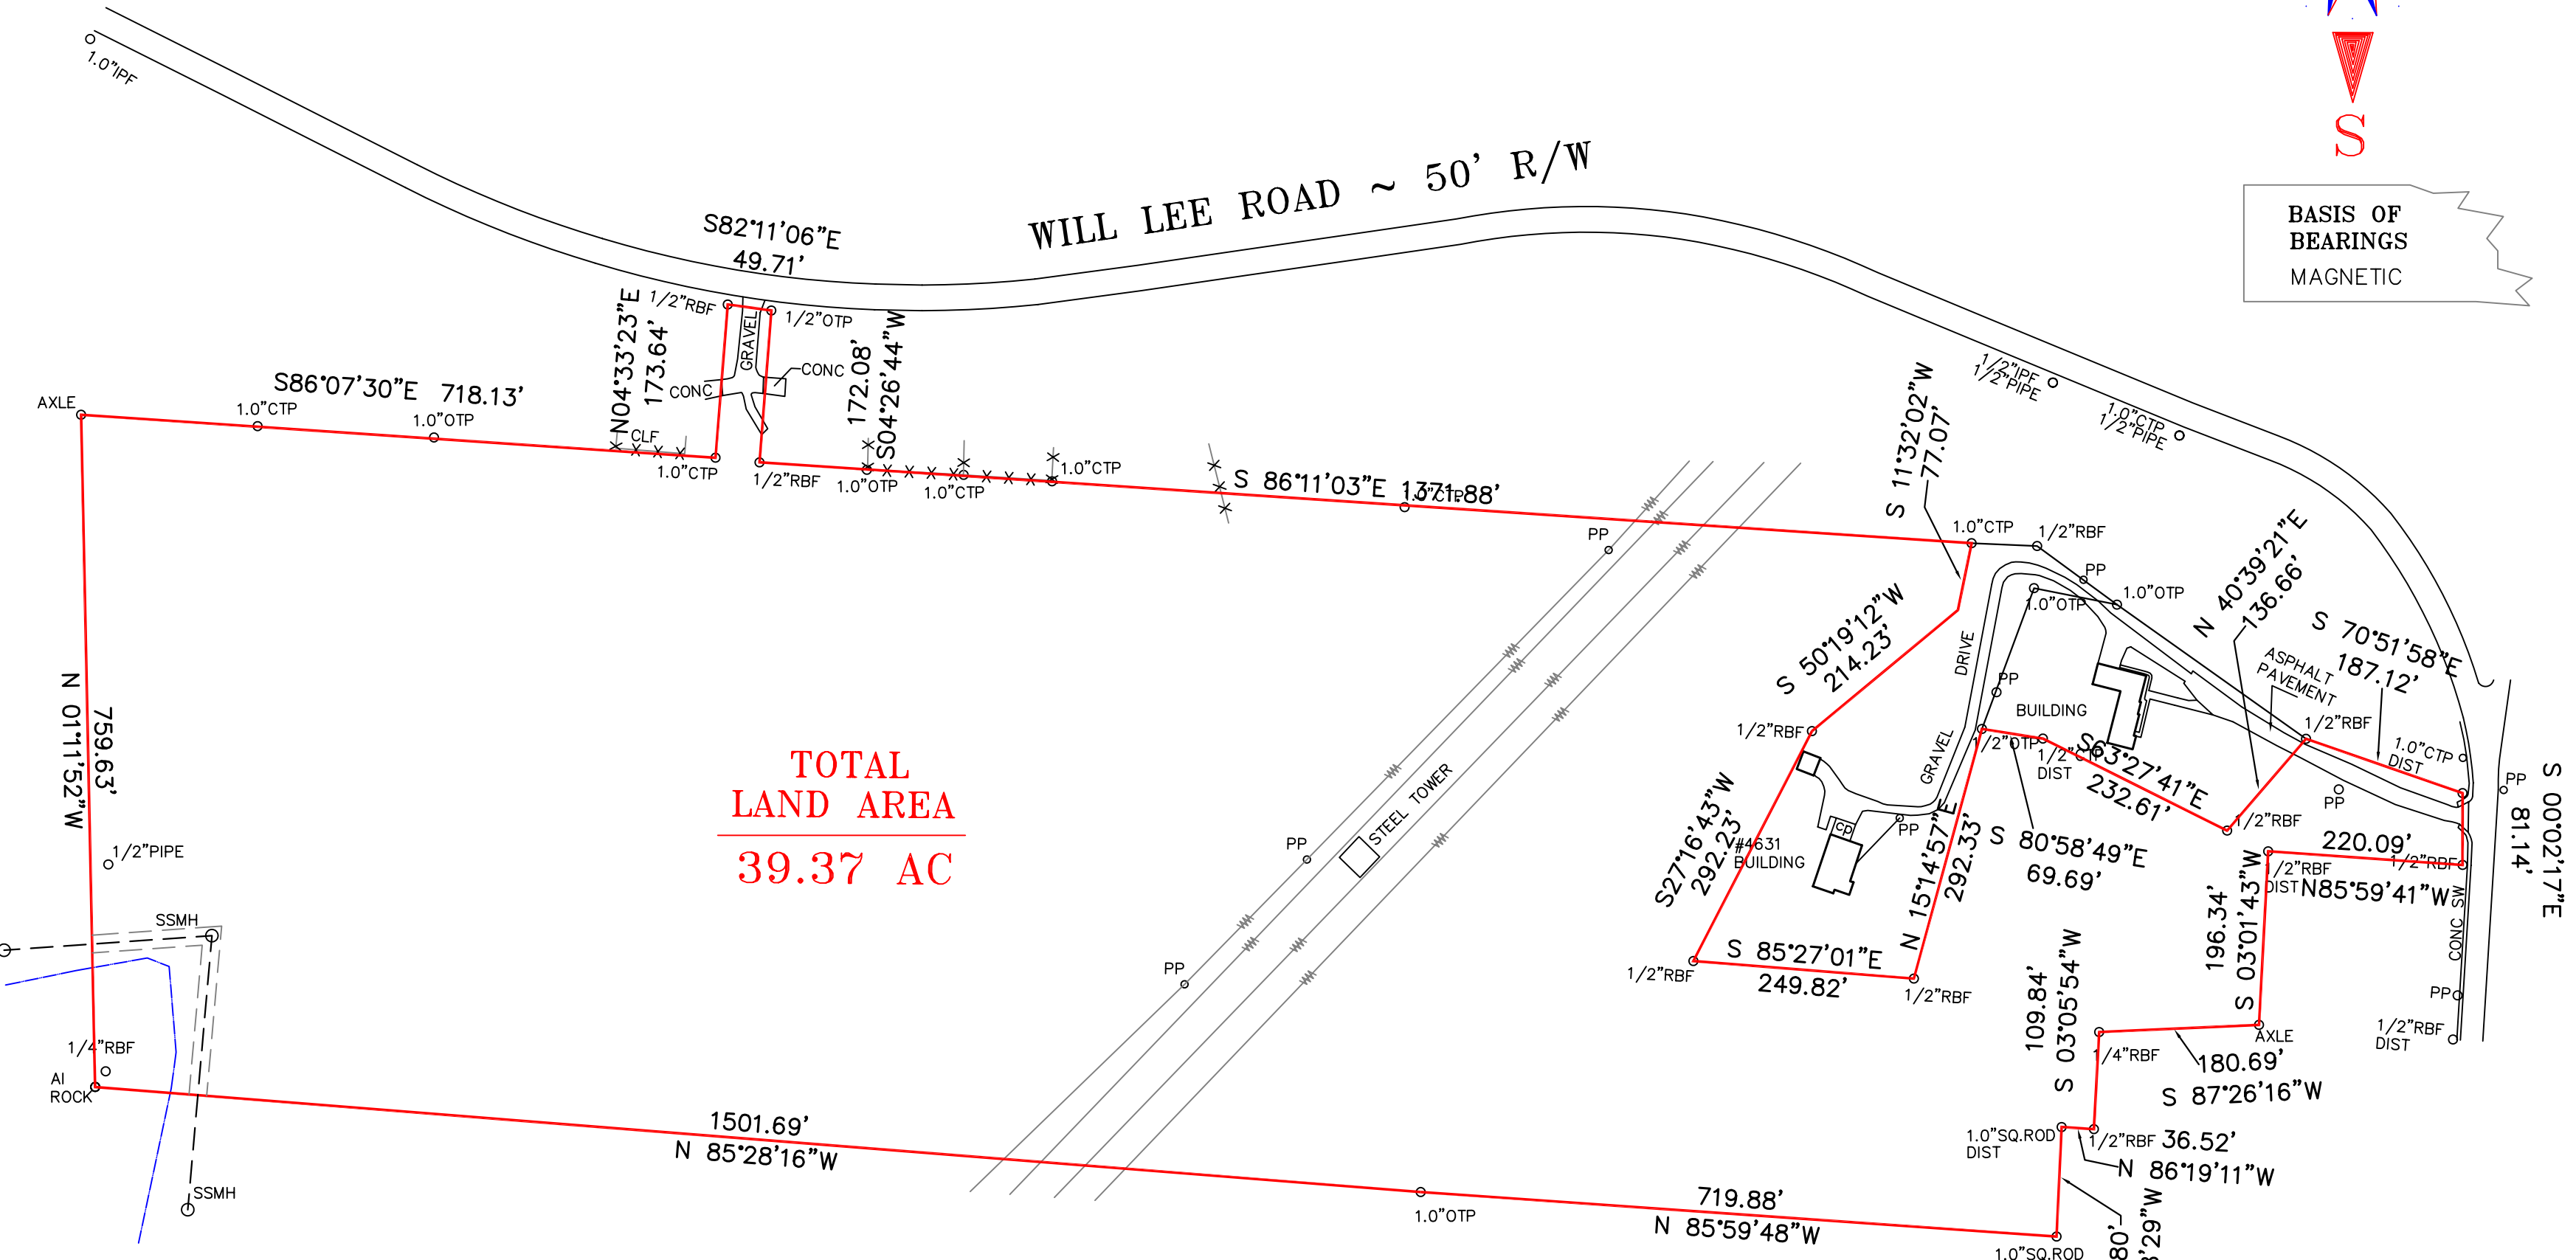 S
BASIS OF
BEARINGS
MAGNETIC
1.0"IPF
WILL LEE ROAD ~ 50' R/W
S82°11'06"E
49.71'
1/2"RBF
1/2"OTP
GRAVEL
CONC
CONC
N04°33'23"E
173.64'
172.08'
S04°26'44"W
AXLE
S86°07'30"E 718.13'
1.0"CTP
1.0"OTP
CLF
1.0"CTP
1/2"RBF
1.0"OTP
1.0"CTP
1.0"CTP
S 86°11'03"E 1371.88'
1.0"CTP
PP
1/2"IPF
1/2"PIPE
1.0"CTP
1/2"PIPE
S 11°32'02"W
77.07'
1.0"CTP
1/2"RBF
PP
1.0"OTP
1.0"OTP
N 40°39'21"E
136.66'
S 70°51'58"E
187.12'
ASPHALT
PAVEMENT
1/2"RBF
1.0"CTP
DIST
PP
PP
S 00°02'17"E
81.14'
S 50°19'12"W
214.23'
DRIVE
GRAVEL
PP
BUILDING
1/2"RBF
1/2"OTP
1/2"CTP
DIST
S63°27'41"E
232.61'
1/2"RBF
S 80°58'49"E
69.69'
220.09'
1/2"RBF
1/2"RBF
DIST
N85°59'41"W
CONC SW
PP
1/2"RBF
DIST
S27°16'43"W
292.23'
#4631
BUILDING
CP
PP
N 15°14'57"E
292.33'
S 85°27'01"E
249.82'
1/2"RBF
1/2"RBF
196.34'
S 03°01'43"W
109.84'
S 03°05'54"W
AXLE
1/4"RBF
180.69'
S 87°26'16"W
1.0"SQ.ROD
DIST
1/2"RBF
36.52'
N 86°19'11"W
80'
3'29"W
1.0"SQ.ROD
N 01°11'52"W
759.63'
TOTAL
LAND AREA
39.37 AC
STEEL TOWER
PP
PP
1/2"PIPE
SSMH
1/4"RBF
AI
ROCK
SSMH
1501.69'
N 85°28'16"W
1.0"OTP
719.88'
N 85°59'48"W